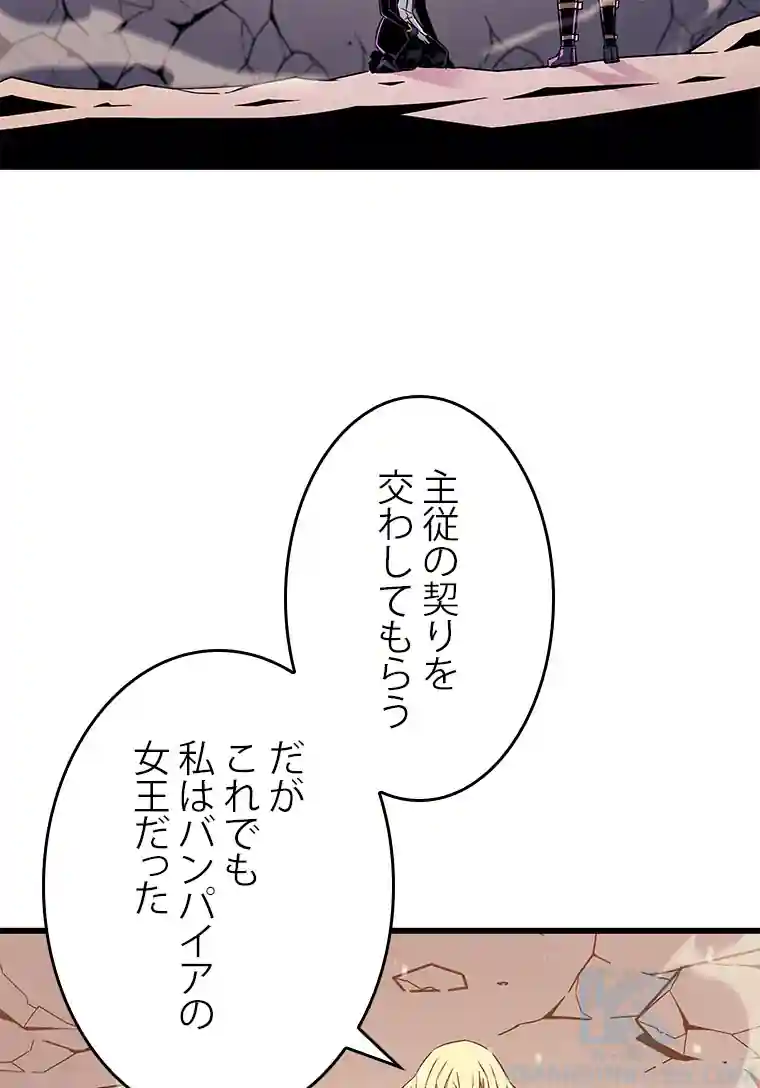 主従の契りを
交わしてもらう
だが
これでも
私はバンパイアの
女王だった